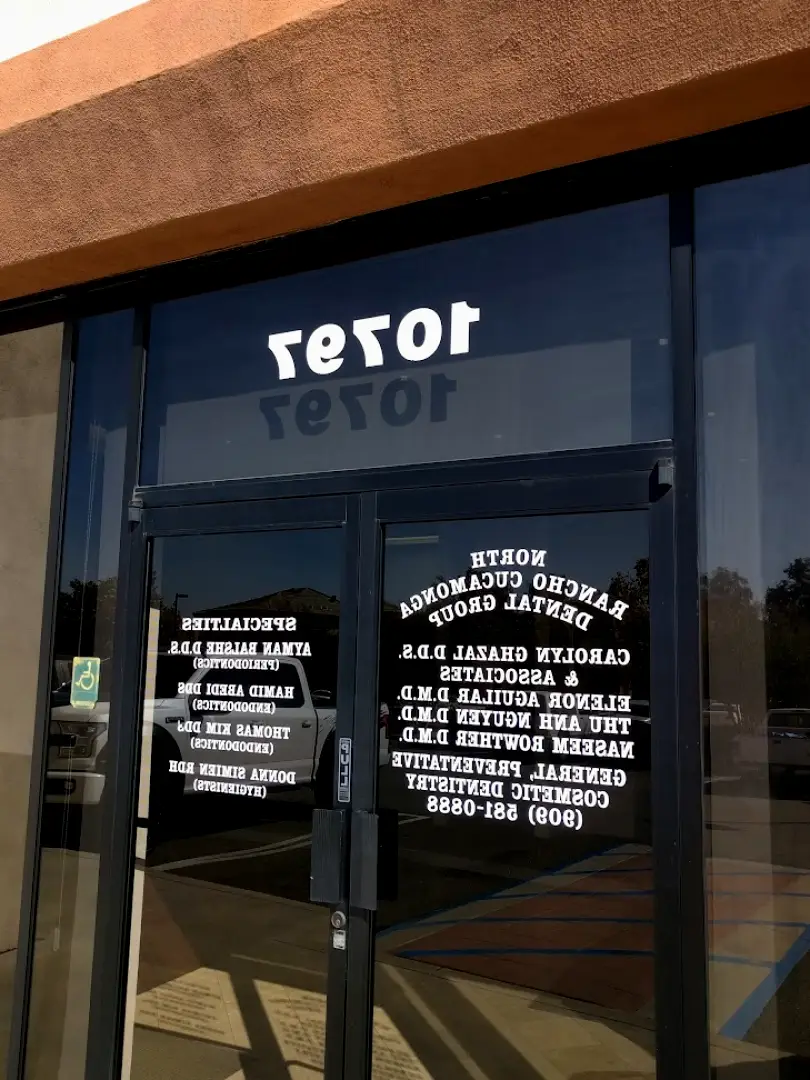 10797
NORTH
RANCHO CUCAMONGA
DENTAL GROUP
CAROLYN GHAZAL D.D.S.
& ASSOCIATES
ELENOR AGUILAR D.M.D.
THU ANH NGUYEN D.M.D.
NASEEM ROWTHER D.M.D.
GENERAL, PREVENTATIVE
COSMETIC DENTISTRY
(909) 581-0888
SPECIALTIES
AYMAN BALSHE D.D.S.
(PERIODONTICS)
HAMID ABEDI DDS
(ENDODONTICS)
THOMAS KIM DDS
(ENDODONTICS)
DONNA SIMIEN RDH
(HYGIENISTS)
PULL